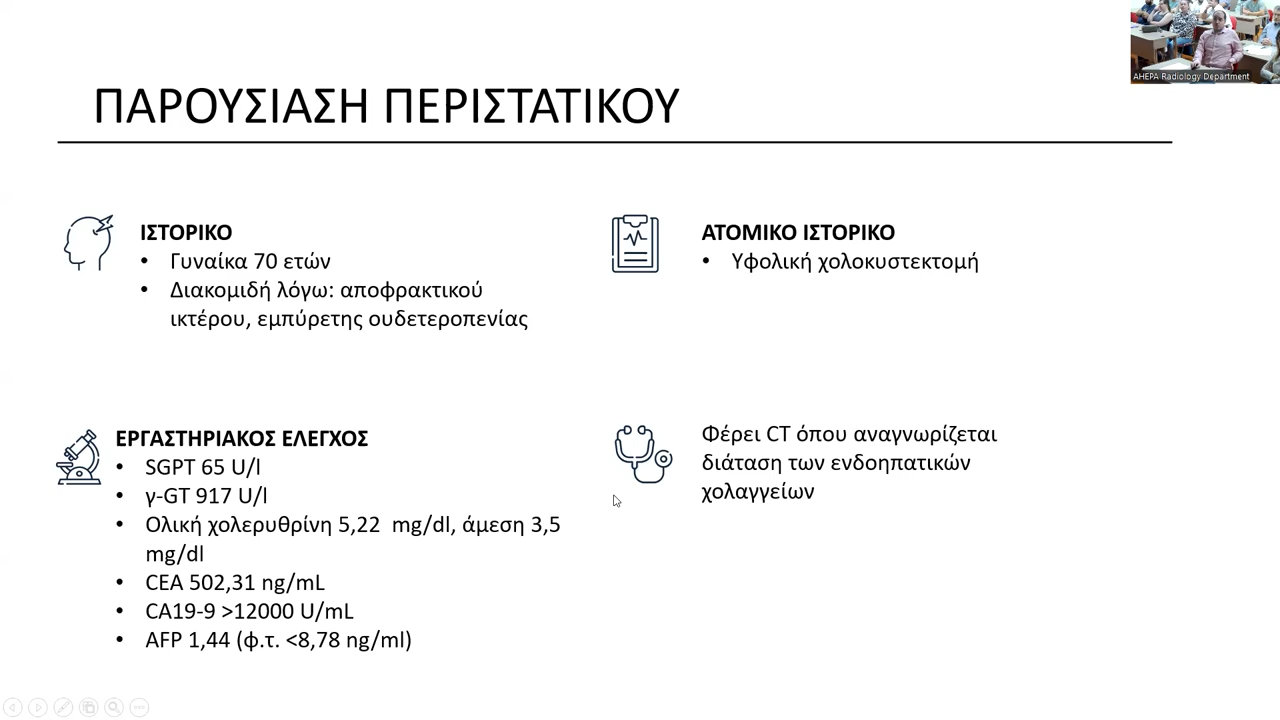 AHEPA Radiology Department
ΠΑΡΟΥΣΙΑΣΗ ΠΕΡΙΣΤΑΤΙΚΟΥ
ΙΣΤΟΡΙΚΟ
• Γυναίκα 70 ετών
• Διακομιδή λόγω: αποφρακτικού
ικτέρου, εμπύρετης ουδετεροπενίας
ΑΤΟΜΙΚΟ ΙΣΤΟΡΙΚΟ
• Υφολική χολοκυστεκτομή
ΕΡΓΑΣΤΗΡΙΑΚΟΣ ΕΛΕΓΧΟΣ
• SGPT 65 U/l
• γ-GT 917 U/l
• Ολική χολερυθρίνη 5,22 mg/dl, άμεση 3,5
mg/dl
• CEA 502,31 ng/mL
• CA19-9 >12000 U/mL
• AFP 1,44 (φ.τ. <8,78 ng/ml)
Φέρει CT όπου αναγνωρίζεται
διάταση των ενδοηπατικών
χολαγγείων